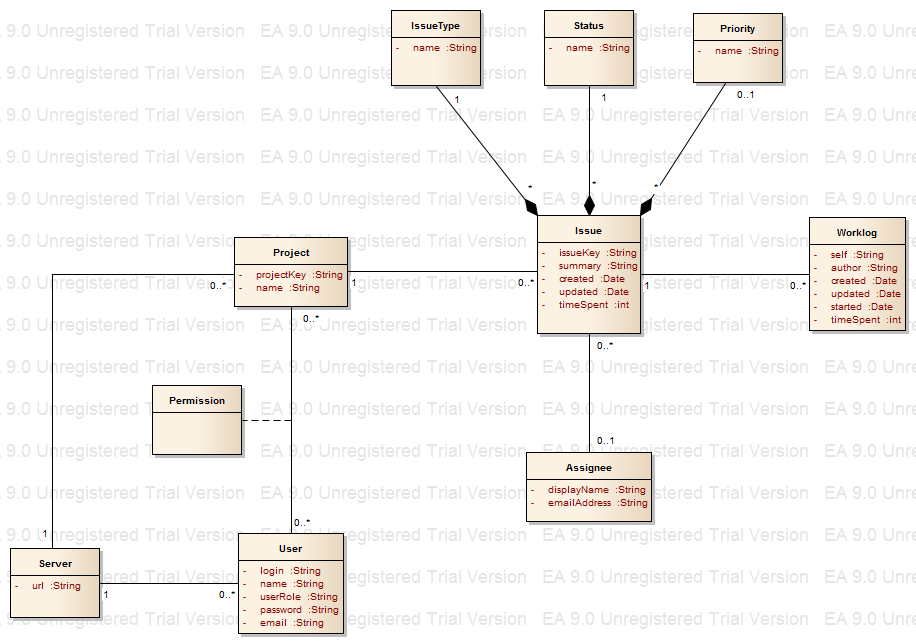 EA 9.0 Unregistered Trial Version
IssueType
- name :String
Status
- name :String
Priority
- name :String
1
1
0..1
*
*
*
Project
- projectKey :String
- name :String
Issue
- issueKey :String
- summary :String
- created :Date
- updated :Date
- timeSpent :int
Worklog
- self :String
- author :String
- created :Date
- updated :Date
- started :Date
- timeSpent :int
0..*
1
0..*
1
0..*
0..*
0..*
Permission
0..1
Assignee
- displayName :String
- emailAddress :String
1
0..*
Server
- url :String
User
- login :String
- name :String
- userRole :String
- password :String
- email :String
1
0..*